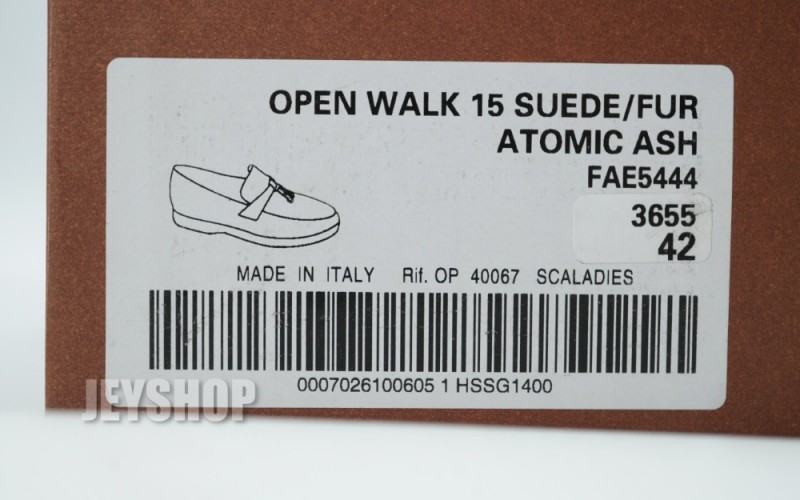 OPEN WALK 15 SUEDE/FUR
ATOMIC ASH
FAE5444
3655
42
MADE IN ITALY Rif. OP 40067 SCALADIES
0007026100605 1 HSSG1400
JEYSHOP